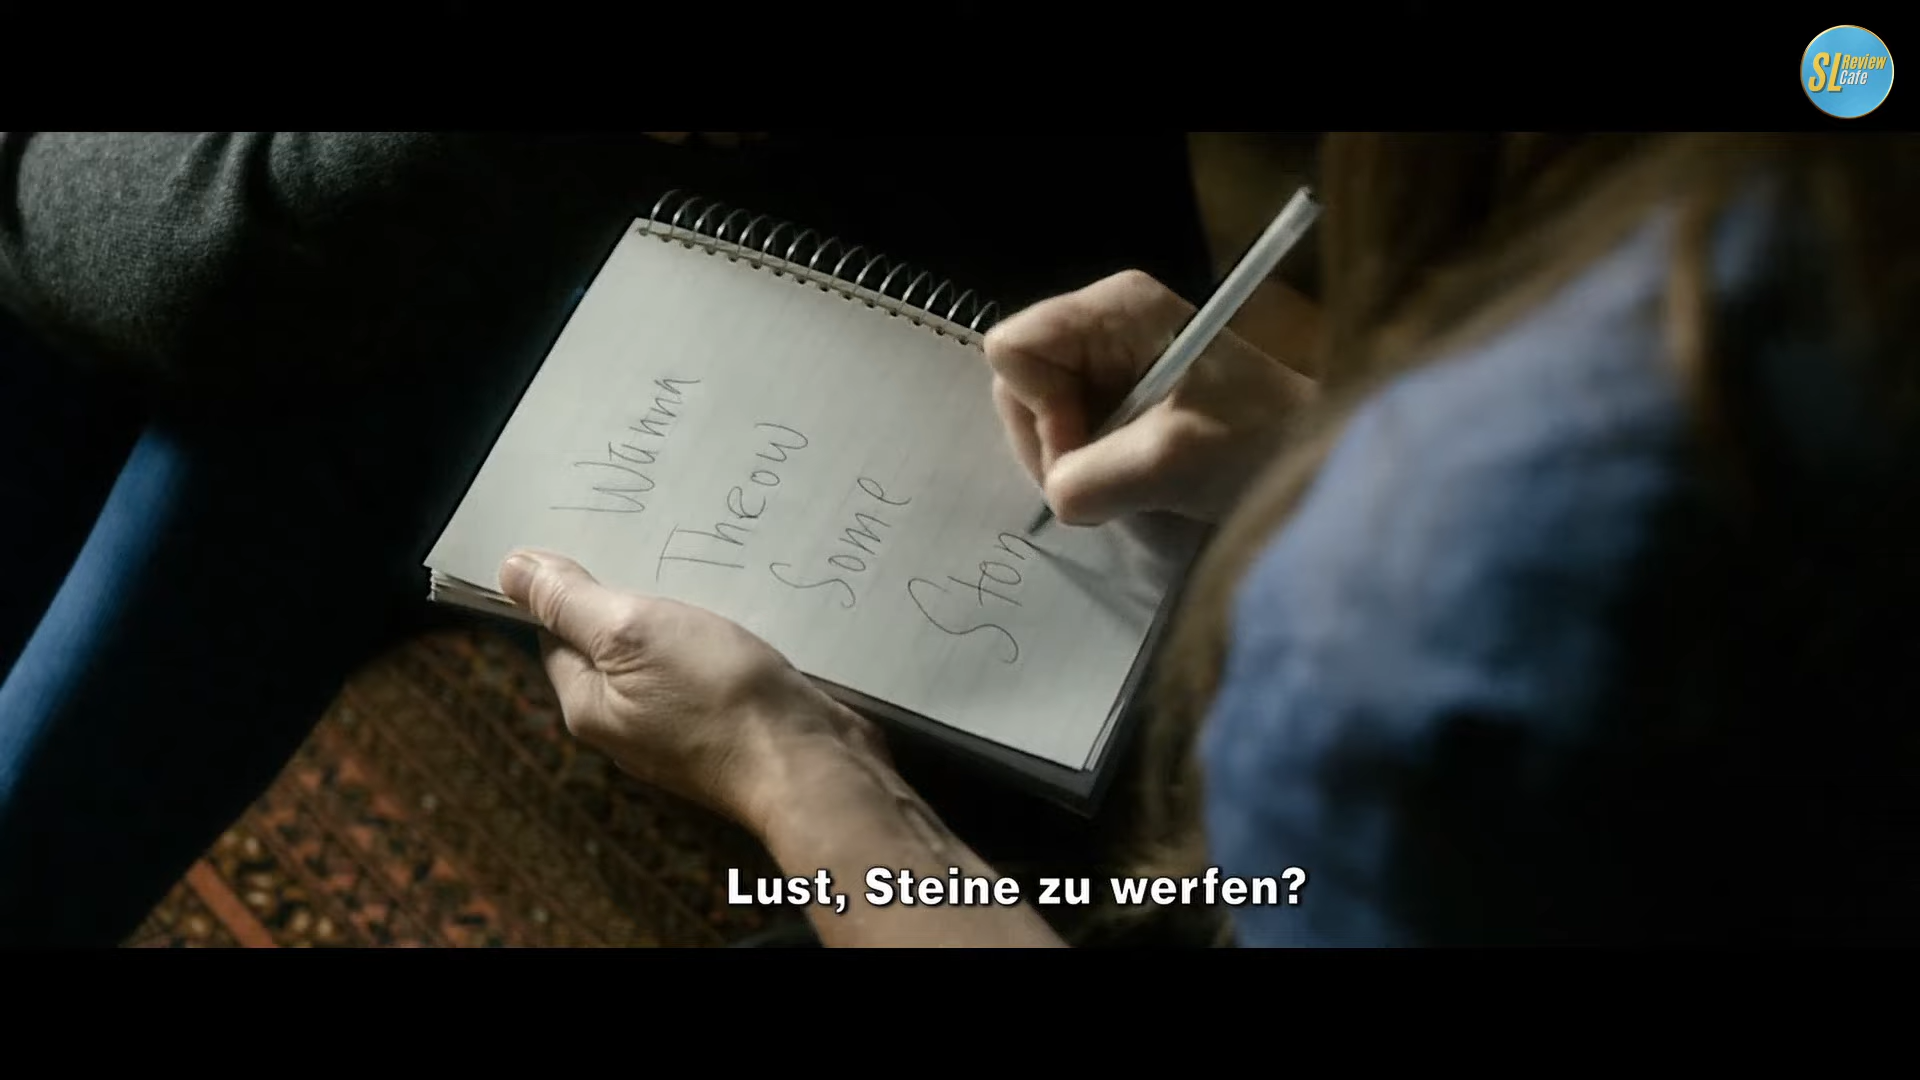 SL Review Cafe
Wanna
Throw
Some
Ston
Lust, Steine zu werfen?